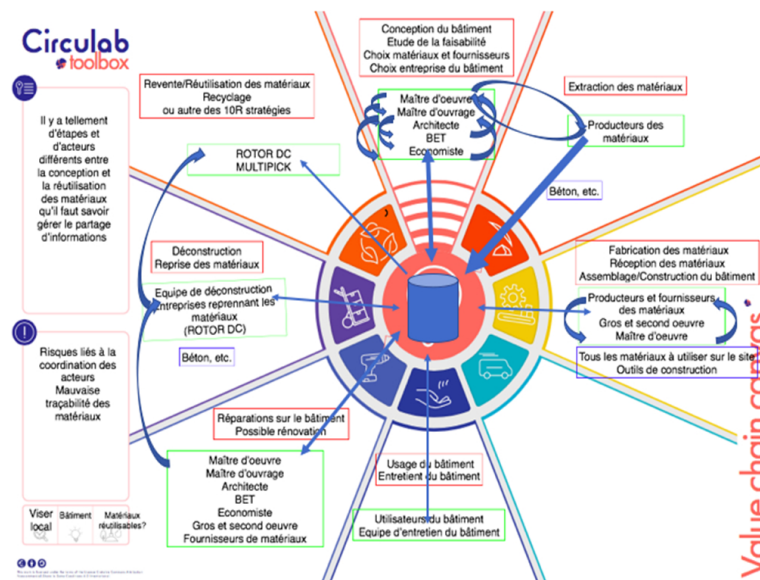 Circulab
toolbox
Il y a tellement
d'étapes et
d'acteurs
différents entre
la conception et
la réutilisation
des matériaux
qu'il faut savoir
gérer le partage
d'informations
Risques liés à la
coordination des
acteurs
Mauvaise
traçabilité des
matériaux
Viser
local
Bâtiment
Matériaux
réutilisables?
Revente/Réutilisation des matériaux
Recyclage
ou autre des 10R stratégies
ROTOR DC
MULTIPICK
Conception du bâtiment
Etude de la faisabilité
Choix matériaux et fournisseurs
Choix entreprise du bâtiment
Maître d'oeuvre
Maître d'ouvrage
Architecte
BET
Economiste
Extraction des matériaux
Producteurs des
matériaux
Béton, etc.
Fabrication des matériaux
Réception des matériaux
Assemblage/Construction du bâtiment
Producteurs et fournisseurs
des matériaux
Gros et second oeuvre
Maître d'oeuvre
Tous les matériaux à utiliser sur le site
Outils de construction
Déconstruction
Reprise des matériaux
Equipe de déconstruction
Entreprises reprennant les
matériaux
(ROTOR DC)
Béton, etc.
Réparations sur le bâtiment
Possible rénovation
Maître d'oeuvre
Maître d'ouvrage
Architecte
BET
Economiste
Gros et second oeuvre
Fournisseurs de matériaux
Usage du bâtiment
Entretient du bâtiment
Utilisateurs du bâtiment
Equipe d'entretien du bâtiment
Value chain canvas